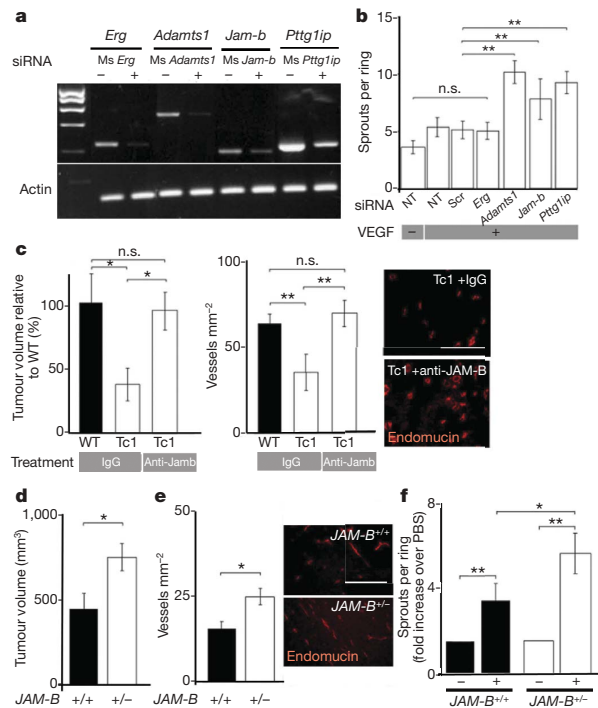 a
Erg Adamts1 Jam-b Pttg1ip
siRNA Ms Erg Ms Adamts1 Ms Jam-b Ms Pttg1ip
– + – + – + – +
Actin
b
Sprouts per ring
15
10
5
0
n.s.
**
**
**
siRNA NT NT Scr Erg Adamts1 Jam-b Pttg1ip
VEGF – +
c
Tumour volume relative
to WT (%)
100
50
0
n.s.
*
*
WT Tc1 Tc1
Treatment IgG Anti-Jamb
Vessels mm−2
100
50
0
n.s.
**
**
WT Tc1 Tc1
IgG Anti-Jamb
Tc1 +IgG
Tc1 +anti-JAM-B
Endomucin
d
Tumour volume (mm3)
1,000
500
0
*
JAM-B +/+ +/–
e
Vessels mm−2
50
25
0
*
JAM-B +/+ +/–
JAM-B+/+
JAM-B+/–
Endomucin
f
Sprouts per ring
(fold increase over PBS)
8
4
0
*
**
**
– + – +
JAM-B+/+ JAM-B+/–